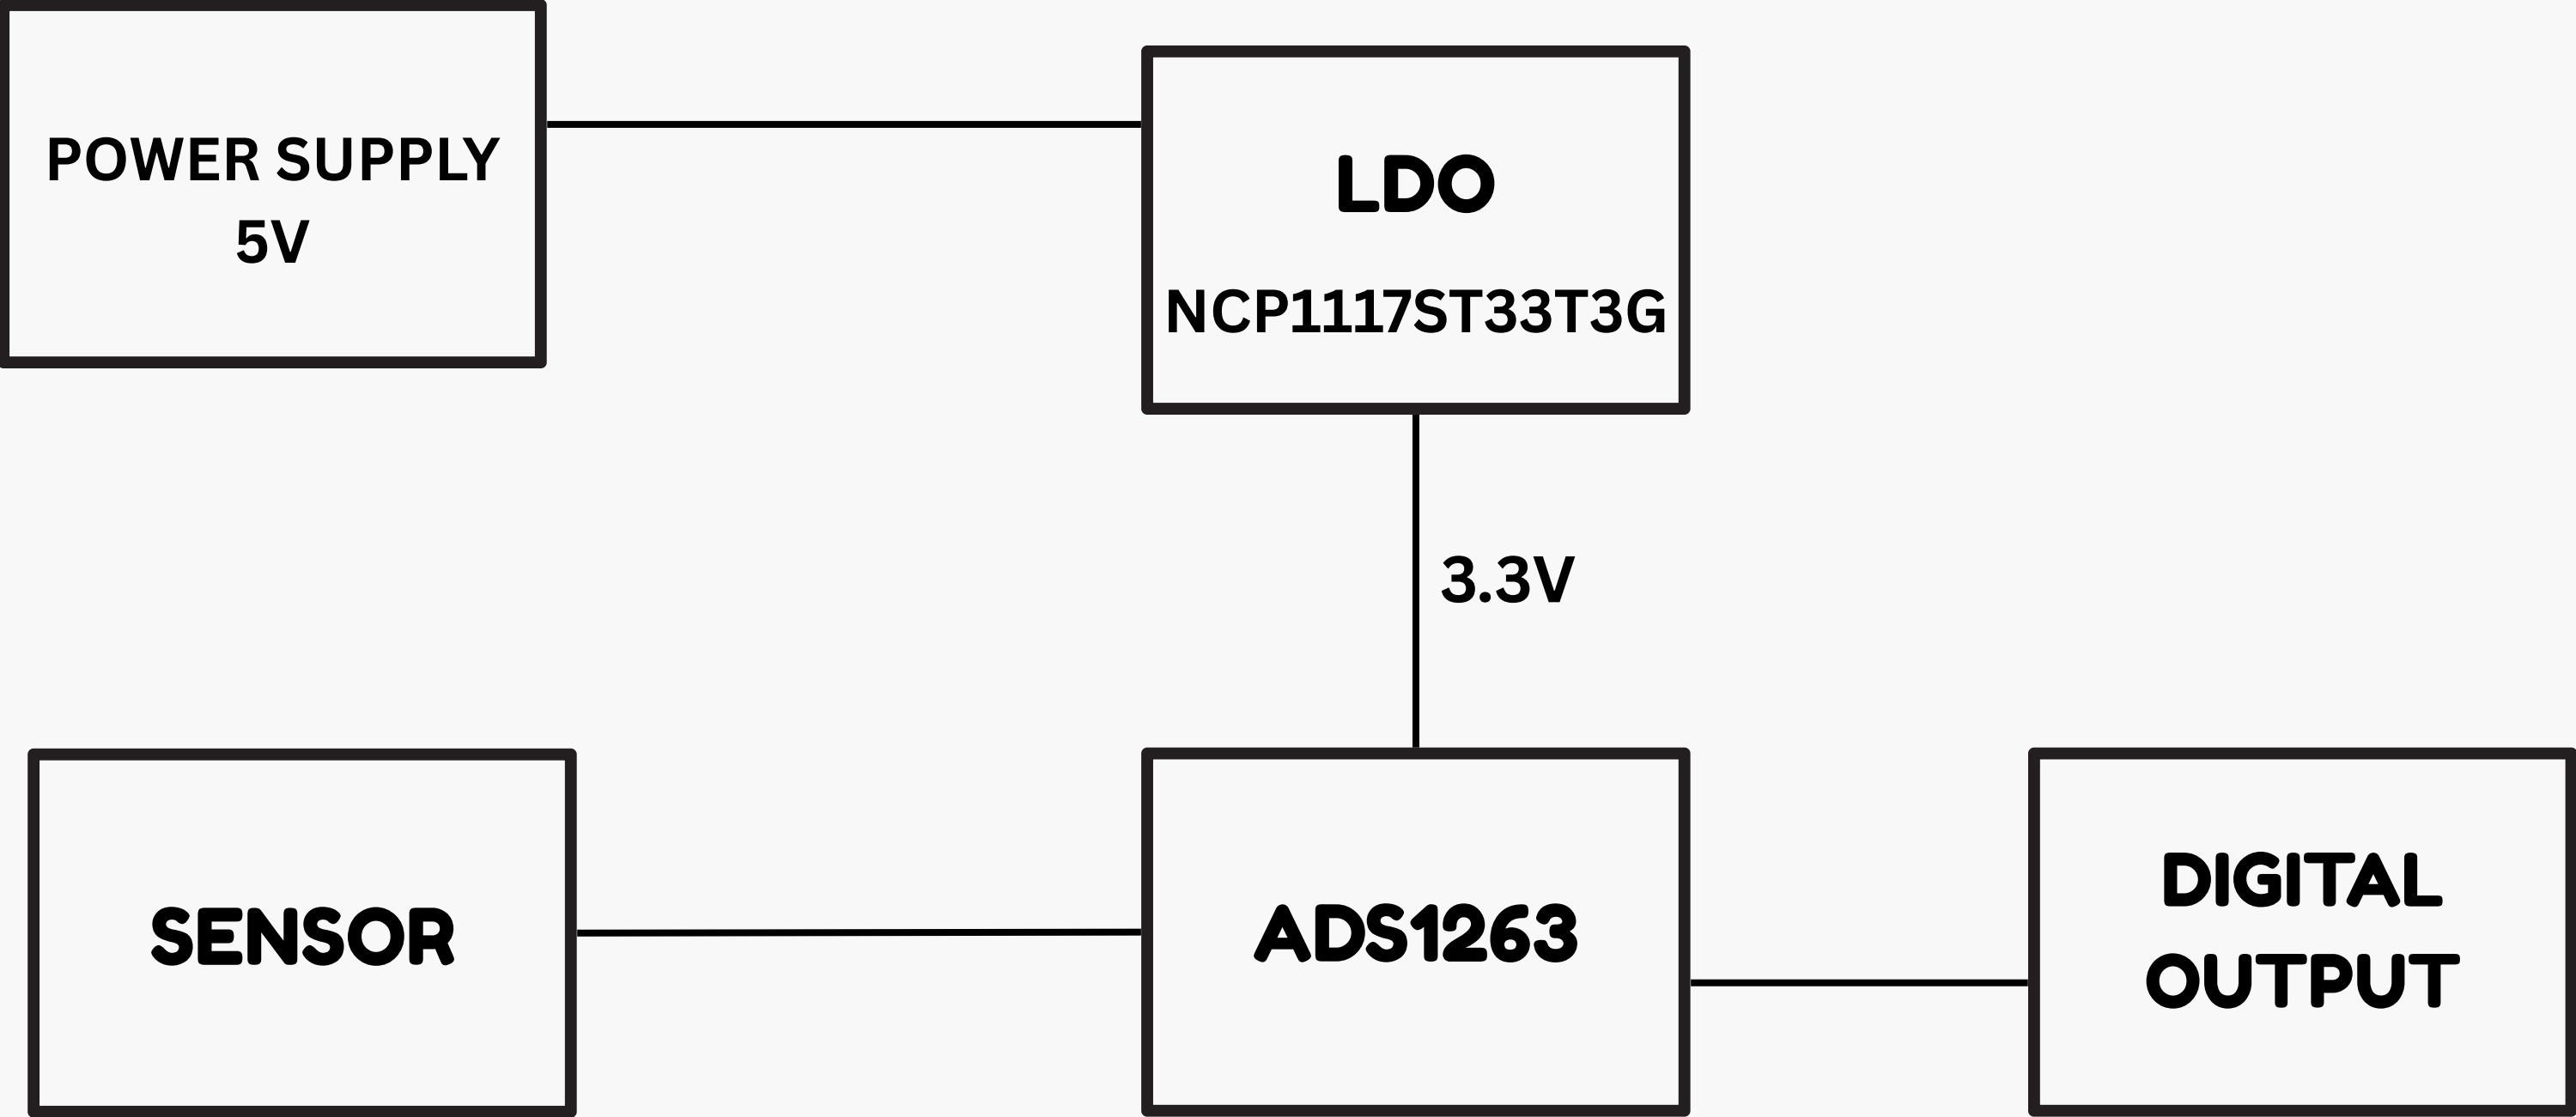 POWER SUPPLY
5V
LDO
NCP1117ST33T3G
3.3V
SENSOR
ADS1263
DIGITAL
OUTPUT